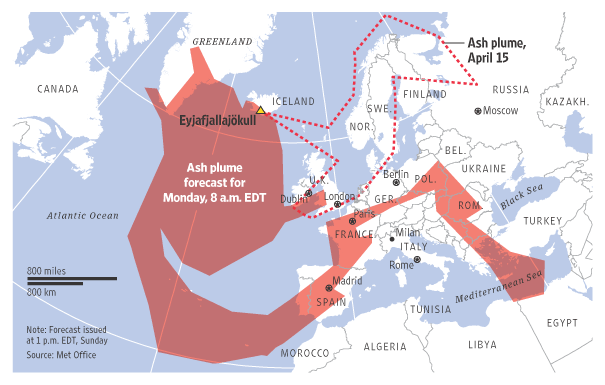 GREENLAND
Ash plume,
April 15
CANADA
ICELAND
FINLAND
RUSSIA
KAZAKH.
SWE.
Moscow
Eyjafjallajökull
NOR.
BEL.
Ash plume
forecast for
Monday, 8 a.m. EDT
U.K.
Berlin
POL.
UKRAINE
Dublin
London
GER.
ROM.
Black Sea
Atlantic Ocean
Paris
FRANCE
Milan
TURKEY
ITALY
Rome
800 miles
800 km
Madrid
Mediterranean Sea
SPAIN
TUNISIA
Note: Forecast issued
at 1 p.m. EDT, Sunday
Source: Met Office
MOROCCO
ALGERIA
LIBYA
EGYPT